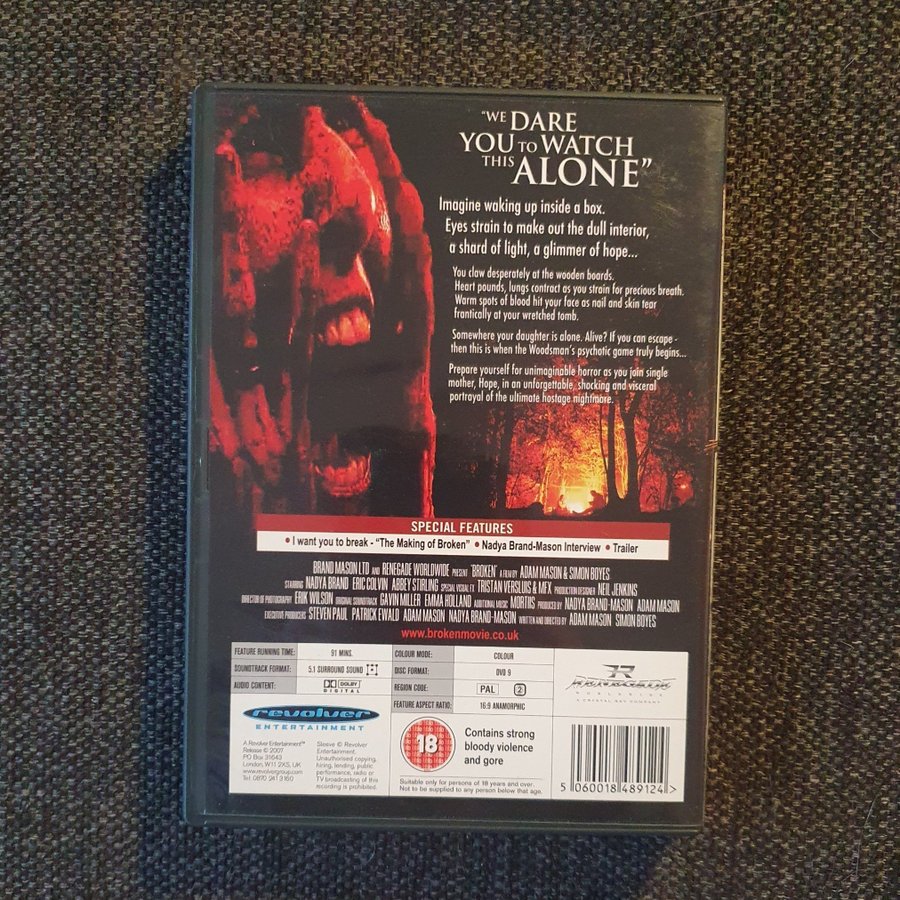 "WE DARE
YOU TO WATCH
THIS ALONE"
Imagine waking up inside a box.
Eyes strain to make out the dull interior,
a shard of light, a glimmer of hope...
You claw desperately at the wooden boards.
Heart pounds, lungs contract as you strain for precious breath.
Warm spots of blood hit your face as nail and skin tear
frantically at your wretched tomb.
Somewhere your daughter is alone. Alive? If you can escape -
then this is when the Woodsman's psychotic game truly begins...
Prepare yourself for unimaginable horror as you join single
mother, Hope, in an unforgettable, shocking and visceral
portrayal of the ultimate hostage nightmare.
SPECIAL FEATURES
• I want you to break - "The Making of Broken" • Nadya Brand-Mason Interview • Trailer
BRAND MASON LTD AND RENEGADE WORLDWIDE PRESENT "BROKEN" A FILM BY ADAM MASON & SIMON BOYES
STARRING NADYA BRAND ERIC COLVIN ABBEY STIRLING SPECIAL VISUAL FX TRISTAN VERSLUIS & MFX PRODUCTION DESIGNER NEIL JENKINS
DIRECTOR OF PHOTOGRAPHY ERIK WILSON ORIGINAL SOUNDTRACK GAVIN MILLER EMMA HOLLAND ADDITIONAL MUSIC MORTIIS PRODUCED BY NADYA BRAND-MASON ADAM MASON
EXECUTIVE PRODUCERS STEVEN PAUL PATRICK EWALD ADAM MASON NADYA BRAND-MASON WRITTEN AND DIRECTED BY ADAM MASON SIMON BOYES
www.brokenmovie.co.uk
FEATURE RUNNING TIME: 91 MINS.
SOUNDTRACK FORMAT: 5.1 SURROUND SOUND
AUDIO CONTENT: DOLBY DIGITAL
COLOUR MODE: COLOUR
DISC FORMAT: DVD 9
REGION CODE: PAL 2
FEATURE ASPECT RATIO: 16:9 ANAMORPHIC
RENEGADE
WORLDWIDE
A CRYSTAL SKY COMPANY
revolver
ENTERTAINMENT
A Revolver Entertainment™
Release © 2007
PO Box 31643
London, W11 2XS, UK
www.revolvergroup.com
Tel: 0870 241 3160
Sleeve © Revolver
Entertainment.
Unauthorised copying,
hiring, lending, public
performance, radio or
TV broadcasting of this
recording is prohibited.
18
Contains strong
bloody violence
and gore
Suitable only for persons of 18 years and over.
Not to be supplied to any person below that age.
5 060018 489124 >